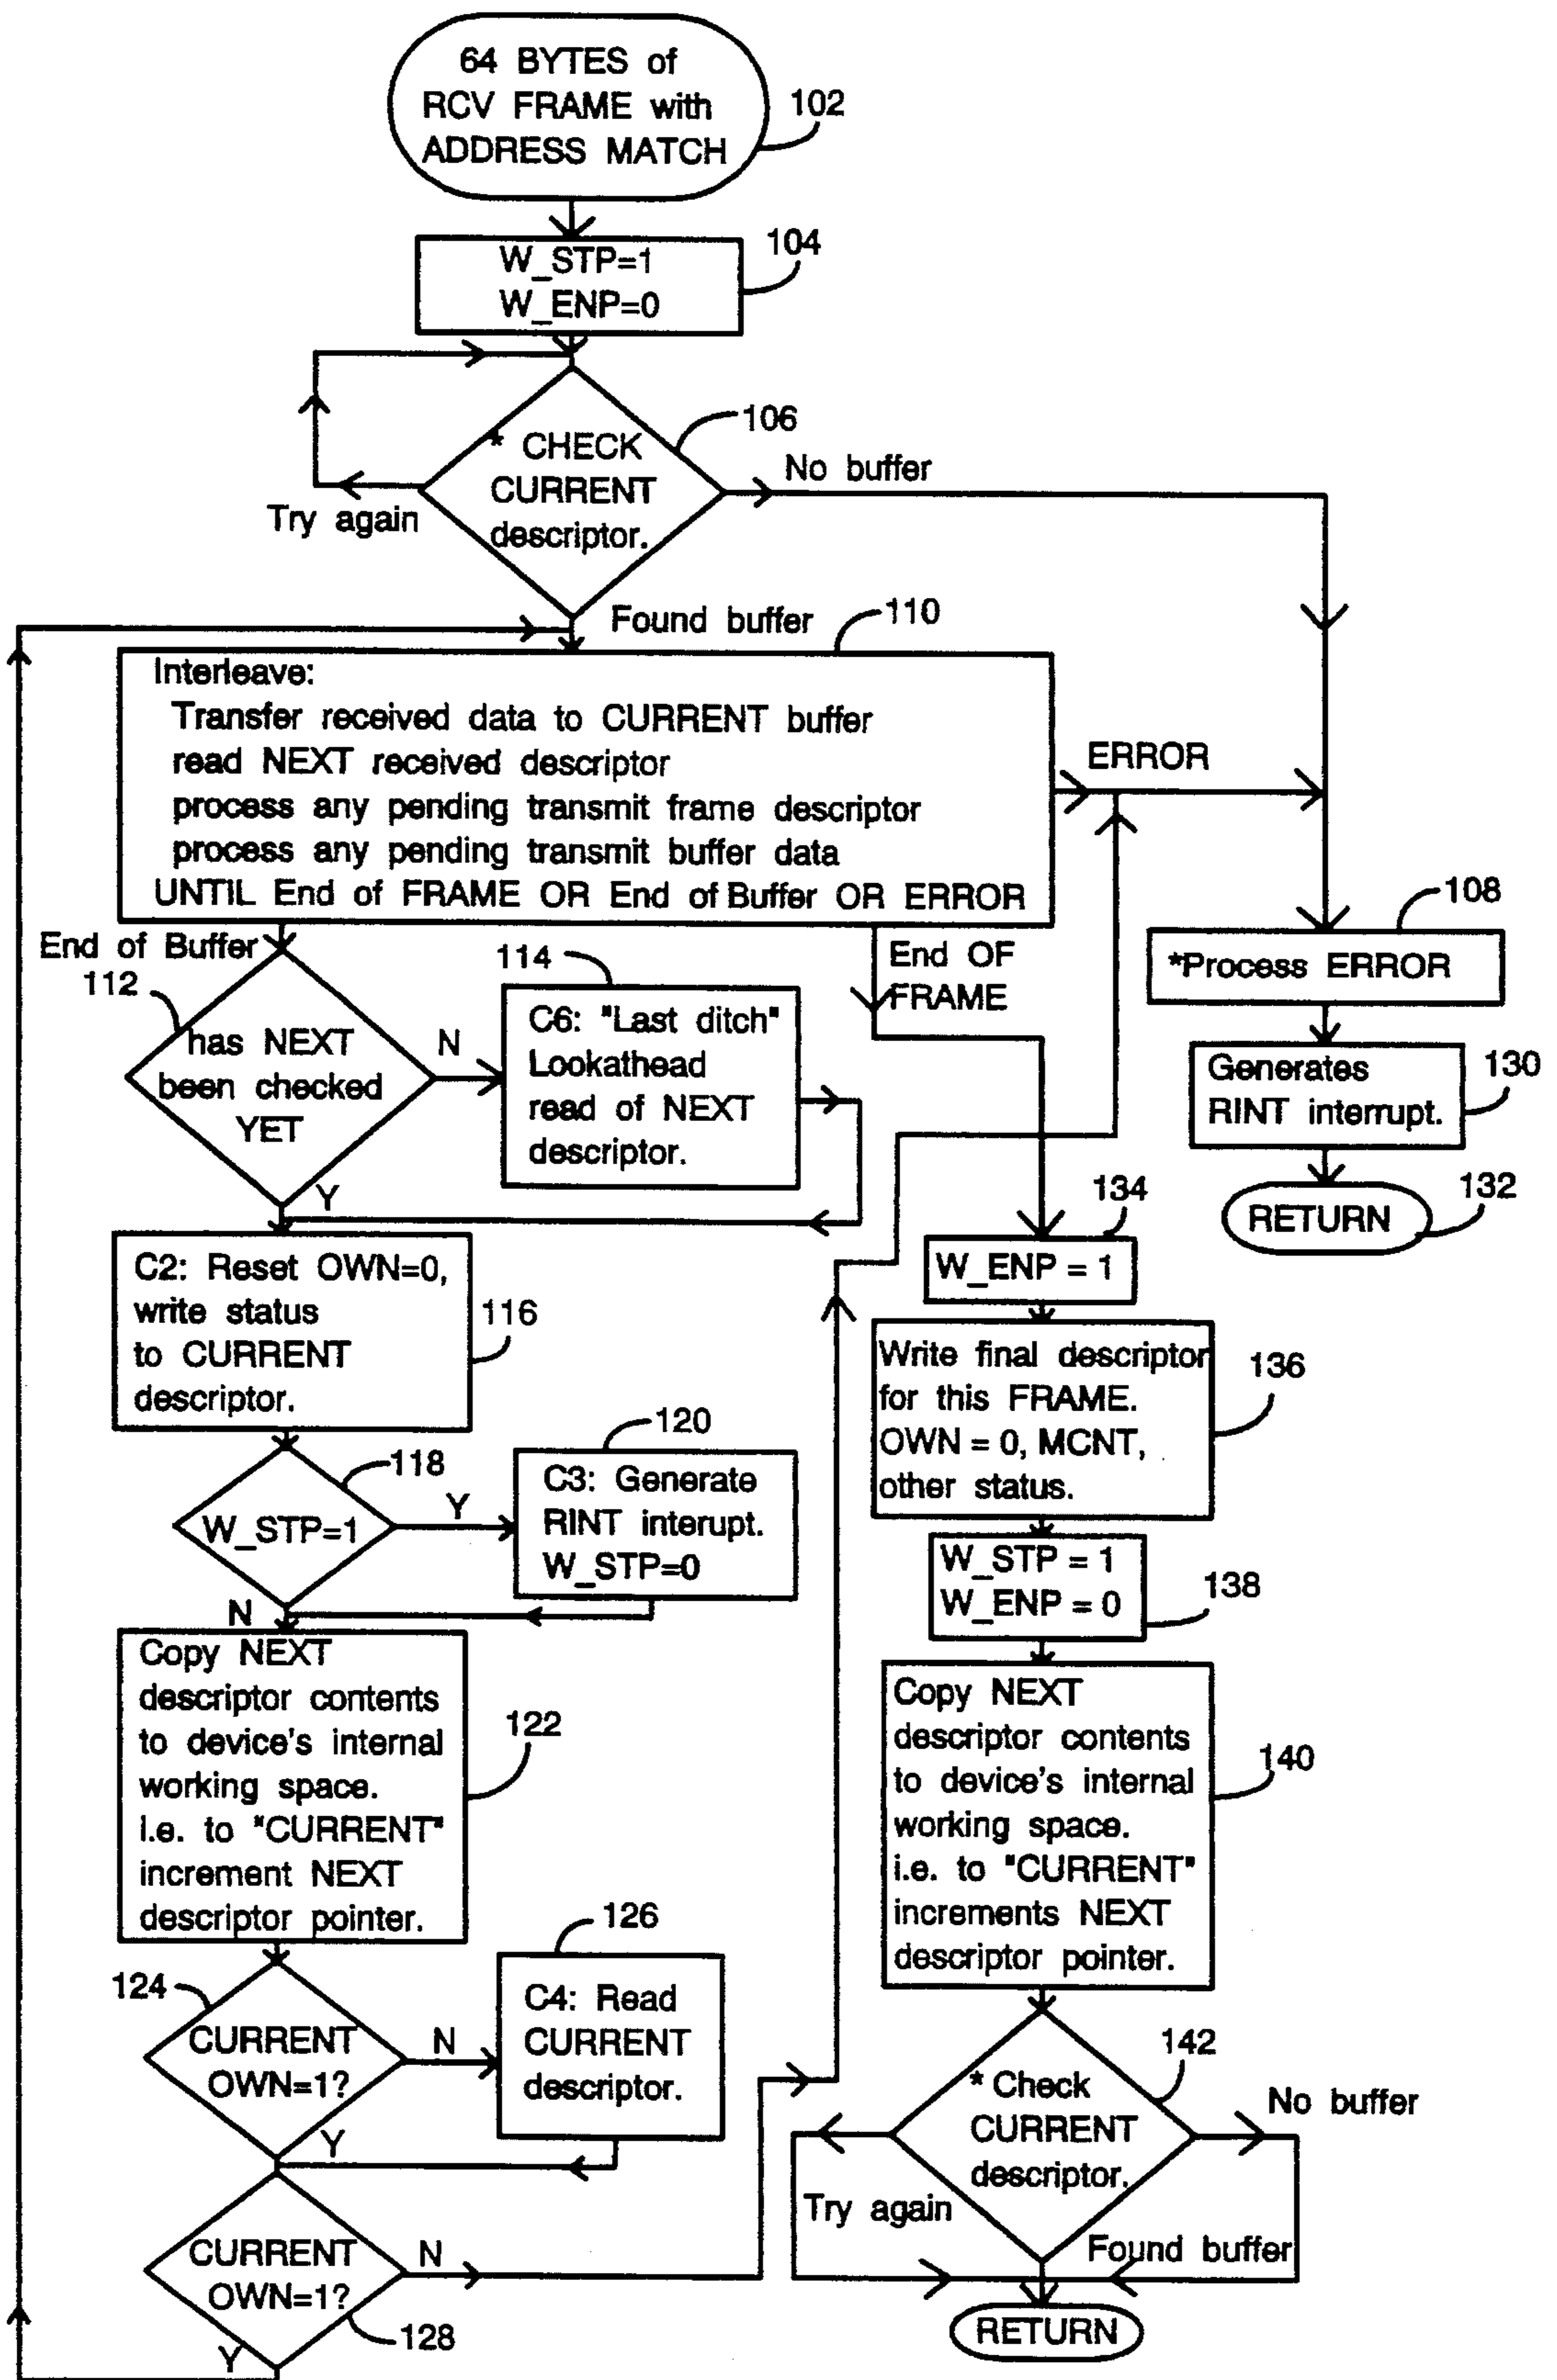 64 BYTES of
RCV FRAME with
ADDRESS MATCH
102
W_STP=1
W_ENP=0
104
* CHECK
CURRENT
descriptor.
106
No buffer
Try again
Found buffer
110
Interleave:
Transfer received data to CURRENT buffer
read NEXT received descriptor
process any pending transmit frame descriptor
process any pending transmit buffer data
UNTIL End of FRAME OR End of Buffer OR ERROR
ERROR
108
*Process ERROR
Generates
RINT interrupt.
130
RETURN
132
End of Buffer
112
has NEXT
been checked
YET
N
Y
114
C6: "Last ditch"
Lookathead
read of NEXT
descriptor.
End OF
FRAME
C2: Reset OWN=0,
write status
to CURRENT
descriptor.
116
118
W_STP=1
Y
N
120
C3: Generate
RINT interupt.
W_STP=0
Copy NEXT
descriptor contents
to device's internal
working space.
i.e. to "CURRENT"
increment NEXT
descriptor pointer.
122
124
CURRENT
OWN=1?
N
Y
126
C4: Read
CURRENT
descriptor.
CURRENT
OWN=1?
N
Y
128
134
W_ENP = 1
Write final descriptor
for this FRAME.
OWN = 0, MCNT,
other status.
136
W_STP = 1
W_ENP = 0
138
Copy NEXT
descriptor contents
to device's internal
working space.
i.e. to "CURRENT"
increments NEXT
descriptor pointer.
140
142
* Check
CURRENT
descriptor.
No buffer
Try again
Found buffer
RETURN